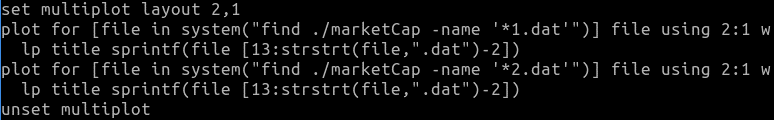 set multiplot layout 2,1
plot for [file in system("find ./marketCap -name '*1.dat'")] file using 2:1 w
lp title sprintf(file [13:strstrt(file,".dat")-2])
plot for [file in system("find ./marketCap -name '*2.dat'")] file using 2:1 w
lp title sprintf(file [13:strstrt(file,".dat")-2])
unset multiplot